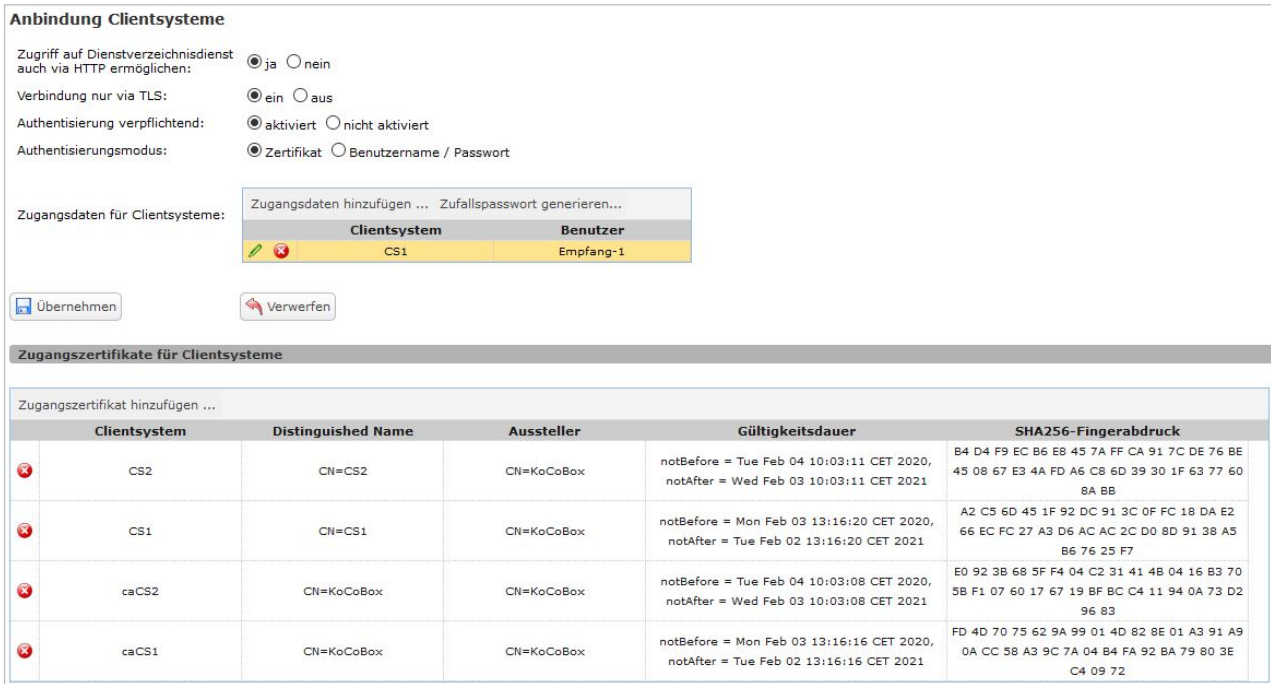 Anbindung Clientsysteme
Zugriff auf Dienstverzeichnisdienst
auch via HTTP ermöglichen:
ja nein
Verbindung nur via TLS: ein aus
Authentisierung verpflichtend: aktiviert nicht aktiviert
Authentisierungsmodus: Zertifikat Benutzername / Passwort
Zugangsdaten für Clientsysteme:
Zugangsdaten hinzufügen ... Zufallspasswort generieren...
Clientsystem Benutzer
CS1 Empfang-1
Übernehmen Verwerfen
Zugangszertifikate für Clientsysteme
Zugangszertifikat hinzufügen ...
Clientsystem Distinguished Name Aussteller Gültigkeitsdauer SHA256-Fingerabdruck
CS2 CN=CS2 CN=KoCoBox
notBefore = Tue Feb 04 10:03:11 CET 2020,
notAfter = Wed Feb 03 10:03:11 CET 2021
B4 D4 F9 EC B6 E8 45 7A FF CA 91 7C DE 76 BE
45 08 67 E3 4A FD A6 C8 6D 39 30 1F 63 77 60
8A BB
CS1 CN=CS1 CN=KoCoBox
notBefore = Mon Feb 03 13:16:20 CET 2020,
notAfter = Tue Feb 02 13:16:20 CET 2021
A2 C5 6D 45 1F 92 DC 91 3C 0F FC 18 DA E2
66 EC FC 27 A3 D6 AC AC 2C D0 8D 91 38 A5
B6 76 25 F7
caCS2 CN=KoCoBox CN=KoCoBox
notBefore = Tue Feb 04 10:03:08 CET 2020,
notAfter = Wed Feb 03 10:03:08 CET 2021
E0 92 3B 68 5F F4 04 C2 31 41 4B 04 16 B3 70
5B F1 07 60 17 67 19 BF BC C4 11 94 0A 73 D2
96 83
caCS1 CN=KoCoBox CN=KoCoBox
notBefore = Mon Feb 03 13:16:16 CET 2020,
notAfter = Tue Feb 02 13:16:16 CET 2021
FD 4D 70 75 62 9A 99 01 4D 82 8E 01 A3 91 A9
0A CC 58 A3 9C 7A 04 B4 FA 92 BA 79 80 3E
C4 09 72